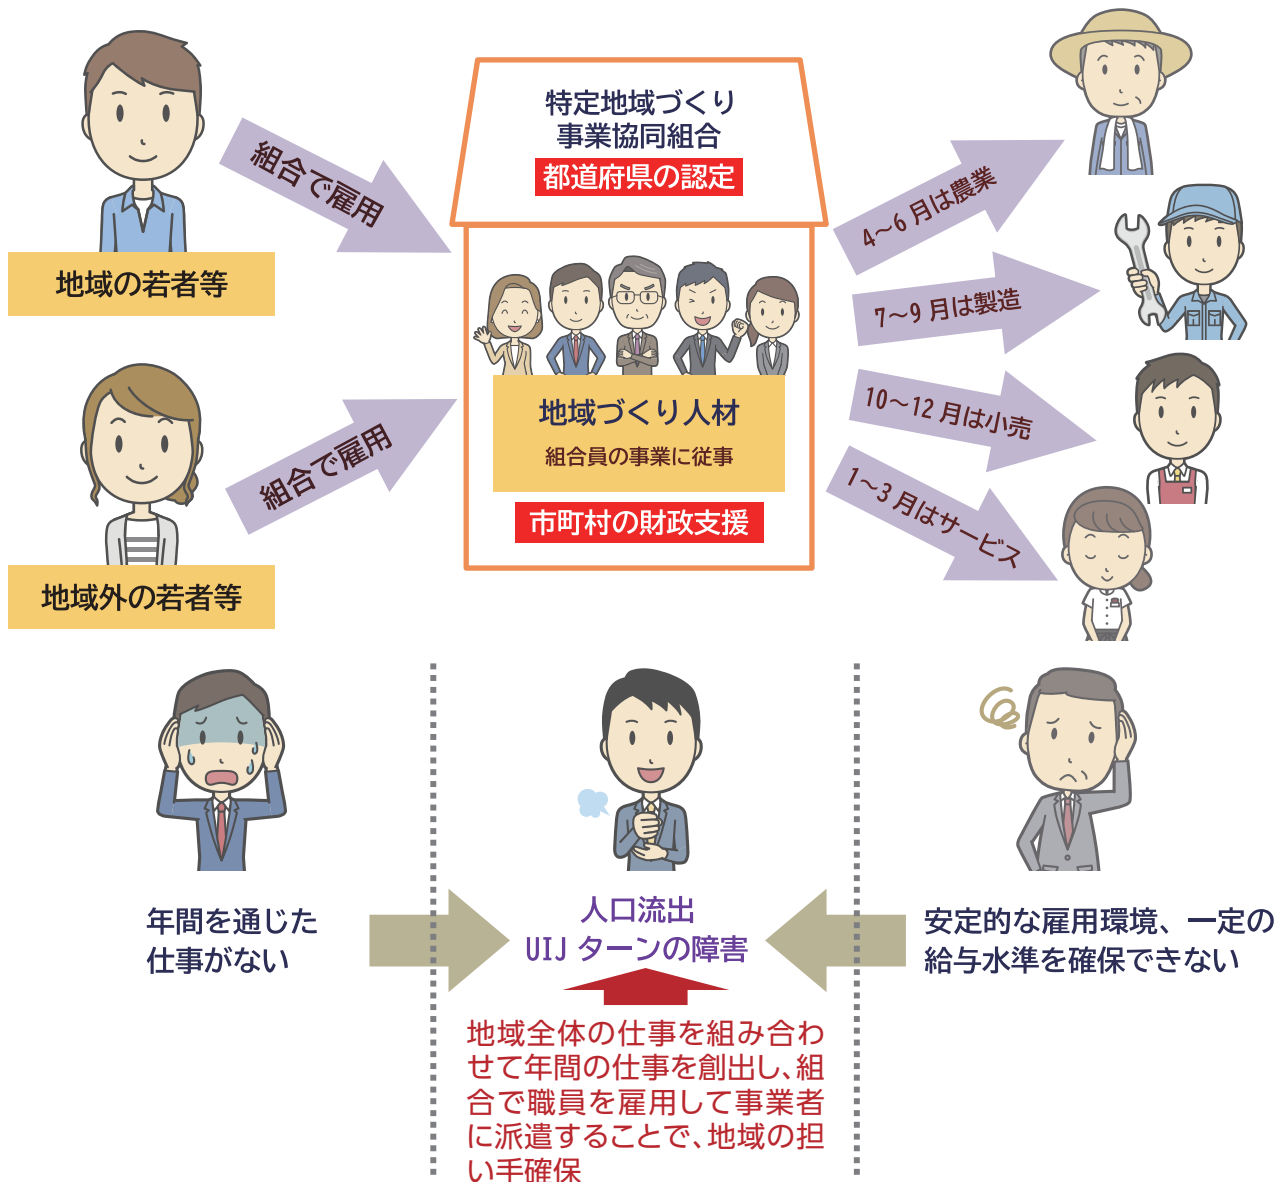 特定地域づくり
事業協同組合
都道府県の認定
組合で雇用
地域の若者等
組合で雇用
地域外の若者等
地域づくり人材
組合員の事業に従事
市町村の財政支援
4〜6 月は農業
7〜9 月は製造
10〜12 月は小売
1〜3 月はサービス
年間を通じた
仕事がない
人口流出
UIJ ターンの障害
安定的な雇用環境、一定の
給与水準を確保できない
地域全体の仕事を組み合わ
せて年間の仕事を創出し、組
合で職員を雇用して事業者
に派遣することで、地域の担
い手確保